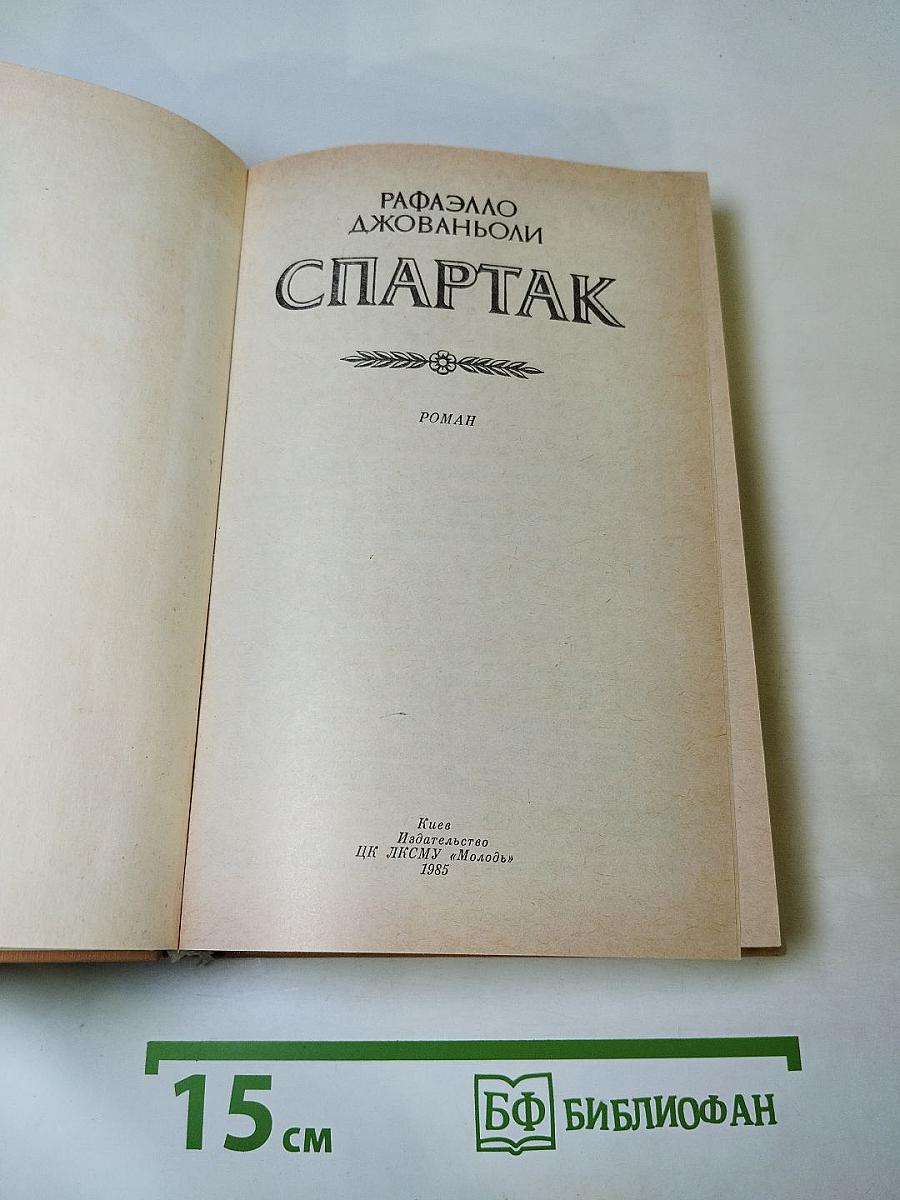 РАФАЭЛЛО
ДЖОВАНЬОЛИ
СПАРТАК
РОМАН
Киев
Издательство
ЦК ЛКСМУ «Молодь»
1985
15 см
БФ БИБЛИОФАН